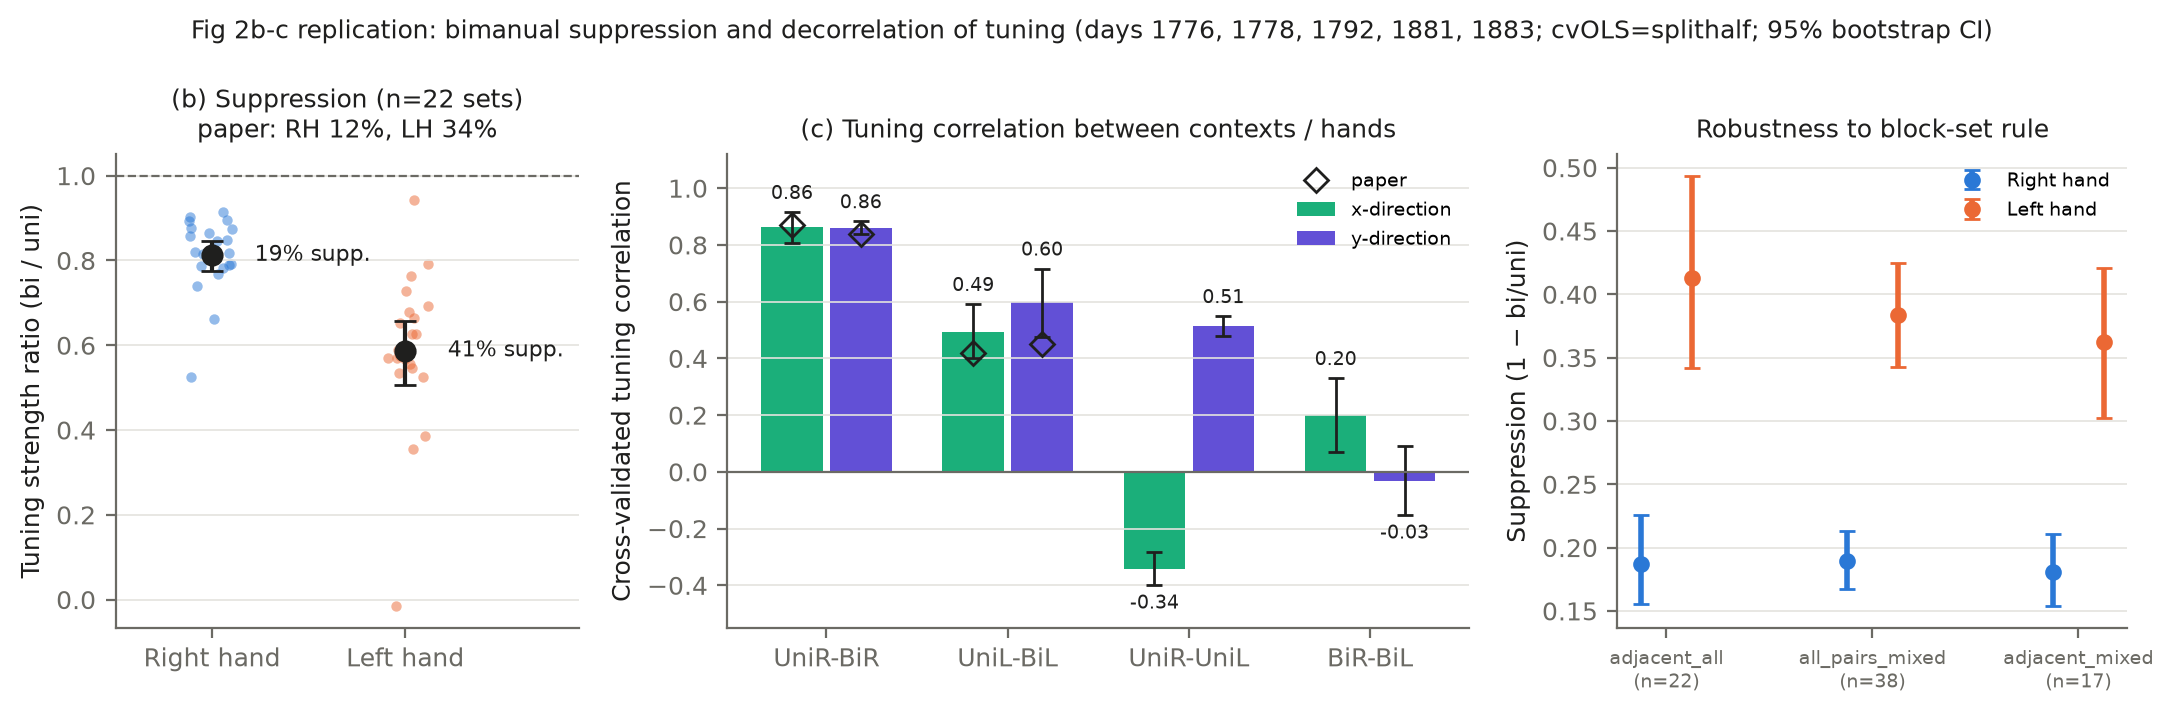 Fig 2b-c replication: bimanual suppression and decorrelation of tuning (days 1776, 1778, 1792, 1881, 1883; cvOLS=splithalf; 95% bootstrap CI)
(b) Suppression (n=22 sets)
paper: RH 12%, LH 34%
Tuning strength ratio (bi / uni)
1.0
0.8
0.6
0.4
0.2
0.0
19% supp.
41% supp.
Right hand
Left hand
(c) Tuning correlation between contexts / hands
Cross-validated tuning correlation
1.0
0.8
0.6
0.4
0.2
0.0
−0.2
−0.4
0.86
0.86
0.49
0.60
-0.34
0.51
0.20
-0.03
paper
x-direction
y-direction
UniR-BiR
UniL-BiL
UniR-UniL
BiR-BiL
Robustness to block-set rule
Suppression (1 − bi/uni)
0.50
0.45
0.40
0.35
0.30
0.25
0.20
0.15
Right hand
Left hand
adjacent_all
(n=22)
all_pairs_mixed
(n=38)
adjacent_mixed
(n=17)